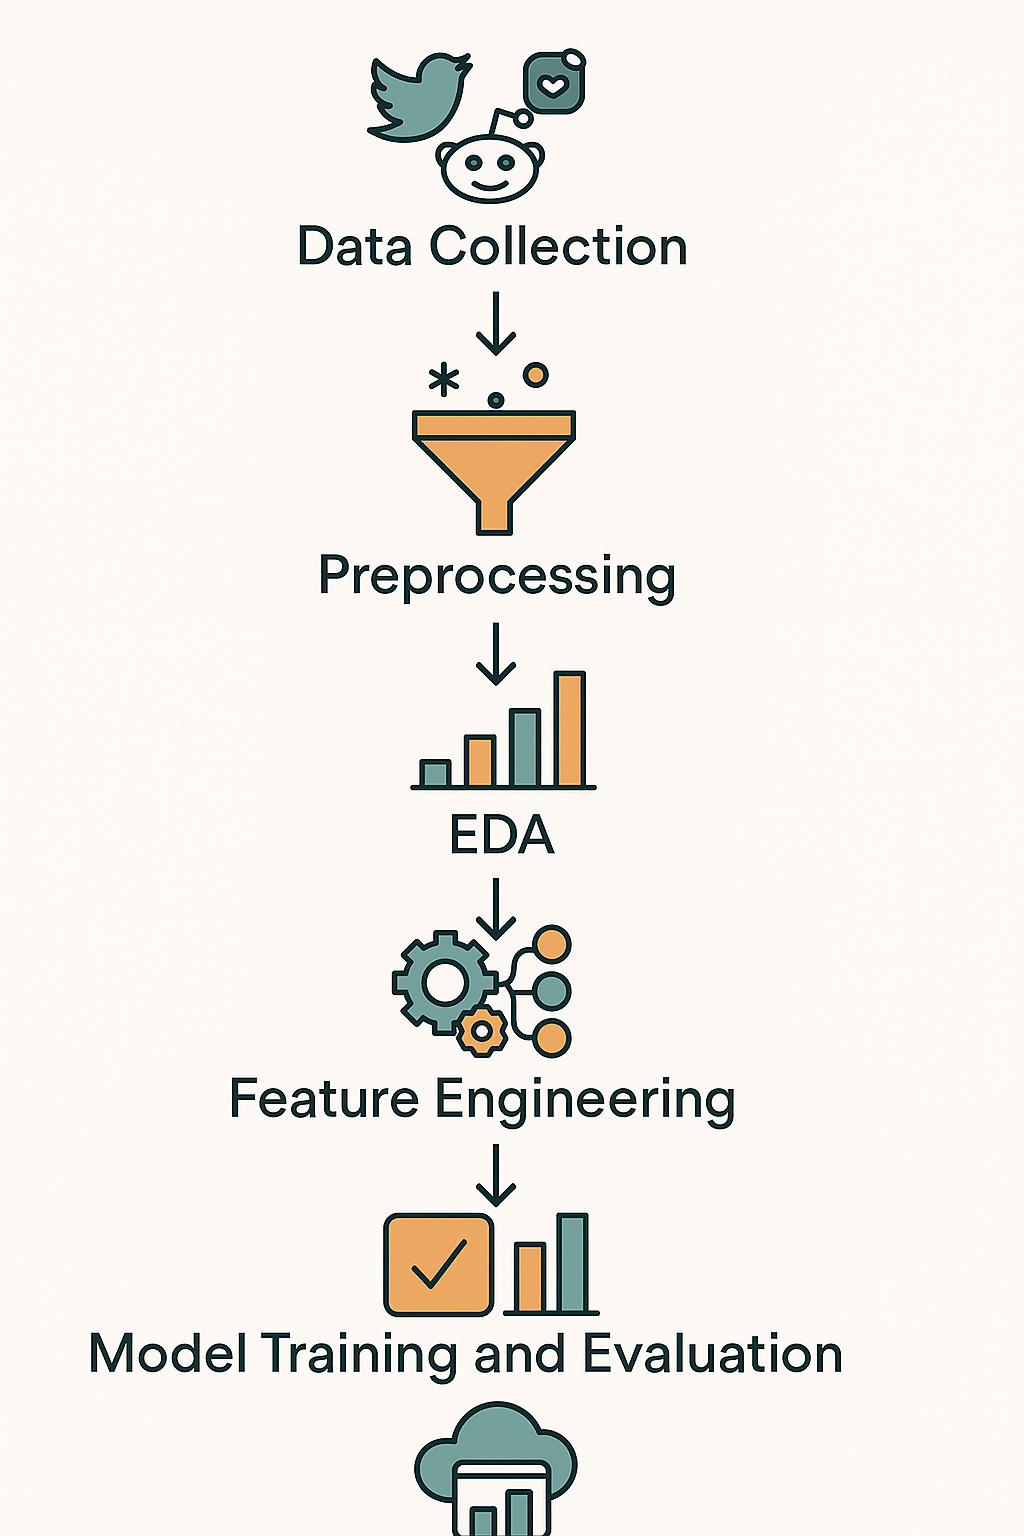 Data Collection
Preprocessing
EDA
Feature Engineering
Model Training and Evaluation